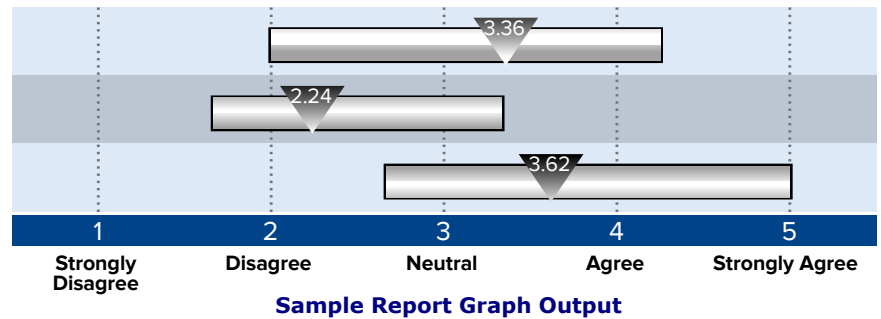 3.36
2.24
3.62
1 2 3 4 5
Strongly Disagree Neutral Agree Strongly Agree
Disagree
Sample Report Graph Output